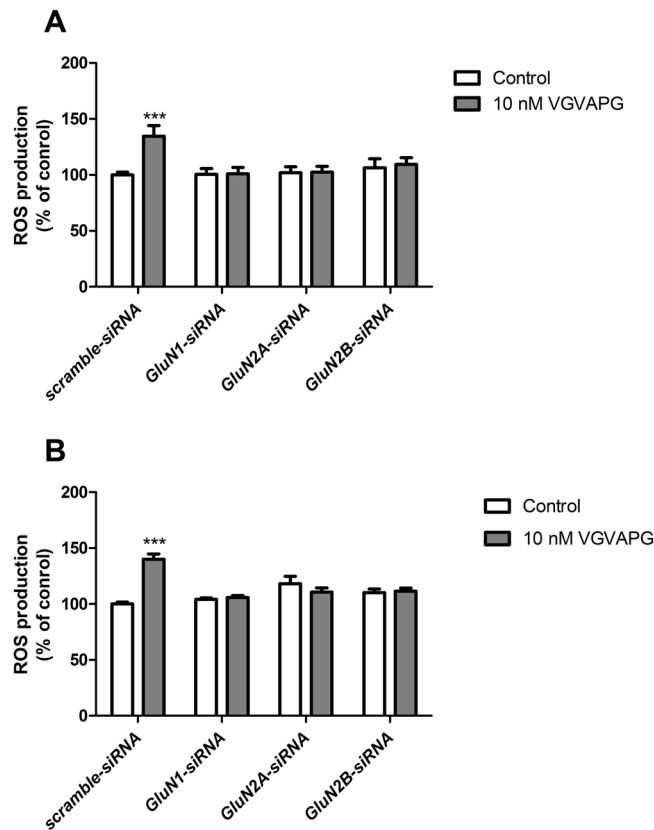 A
ROS production
(% of conrol)
200
150
100
50
0
***
Control
10 nM VGVAPG
scramble-siRNA
GluN1-siRNA
GluN2A-siRNA
GluN2B-siRNA
B
ROS production
(% of conrol)
200
150
100
50
0
***
Control
10 nM VGVAPG
scramble-siRNA
GluN1-siRNA
GluN2A-siRNA
GluN2B-siRNA